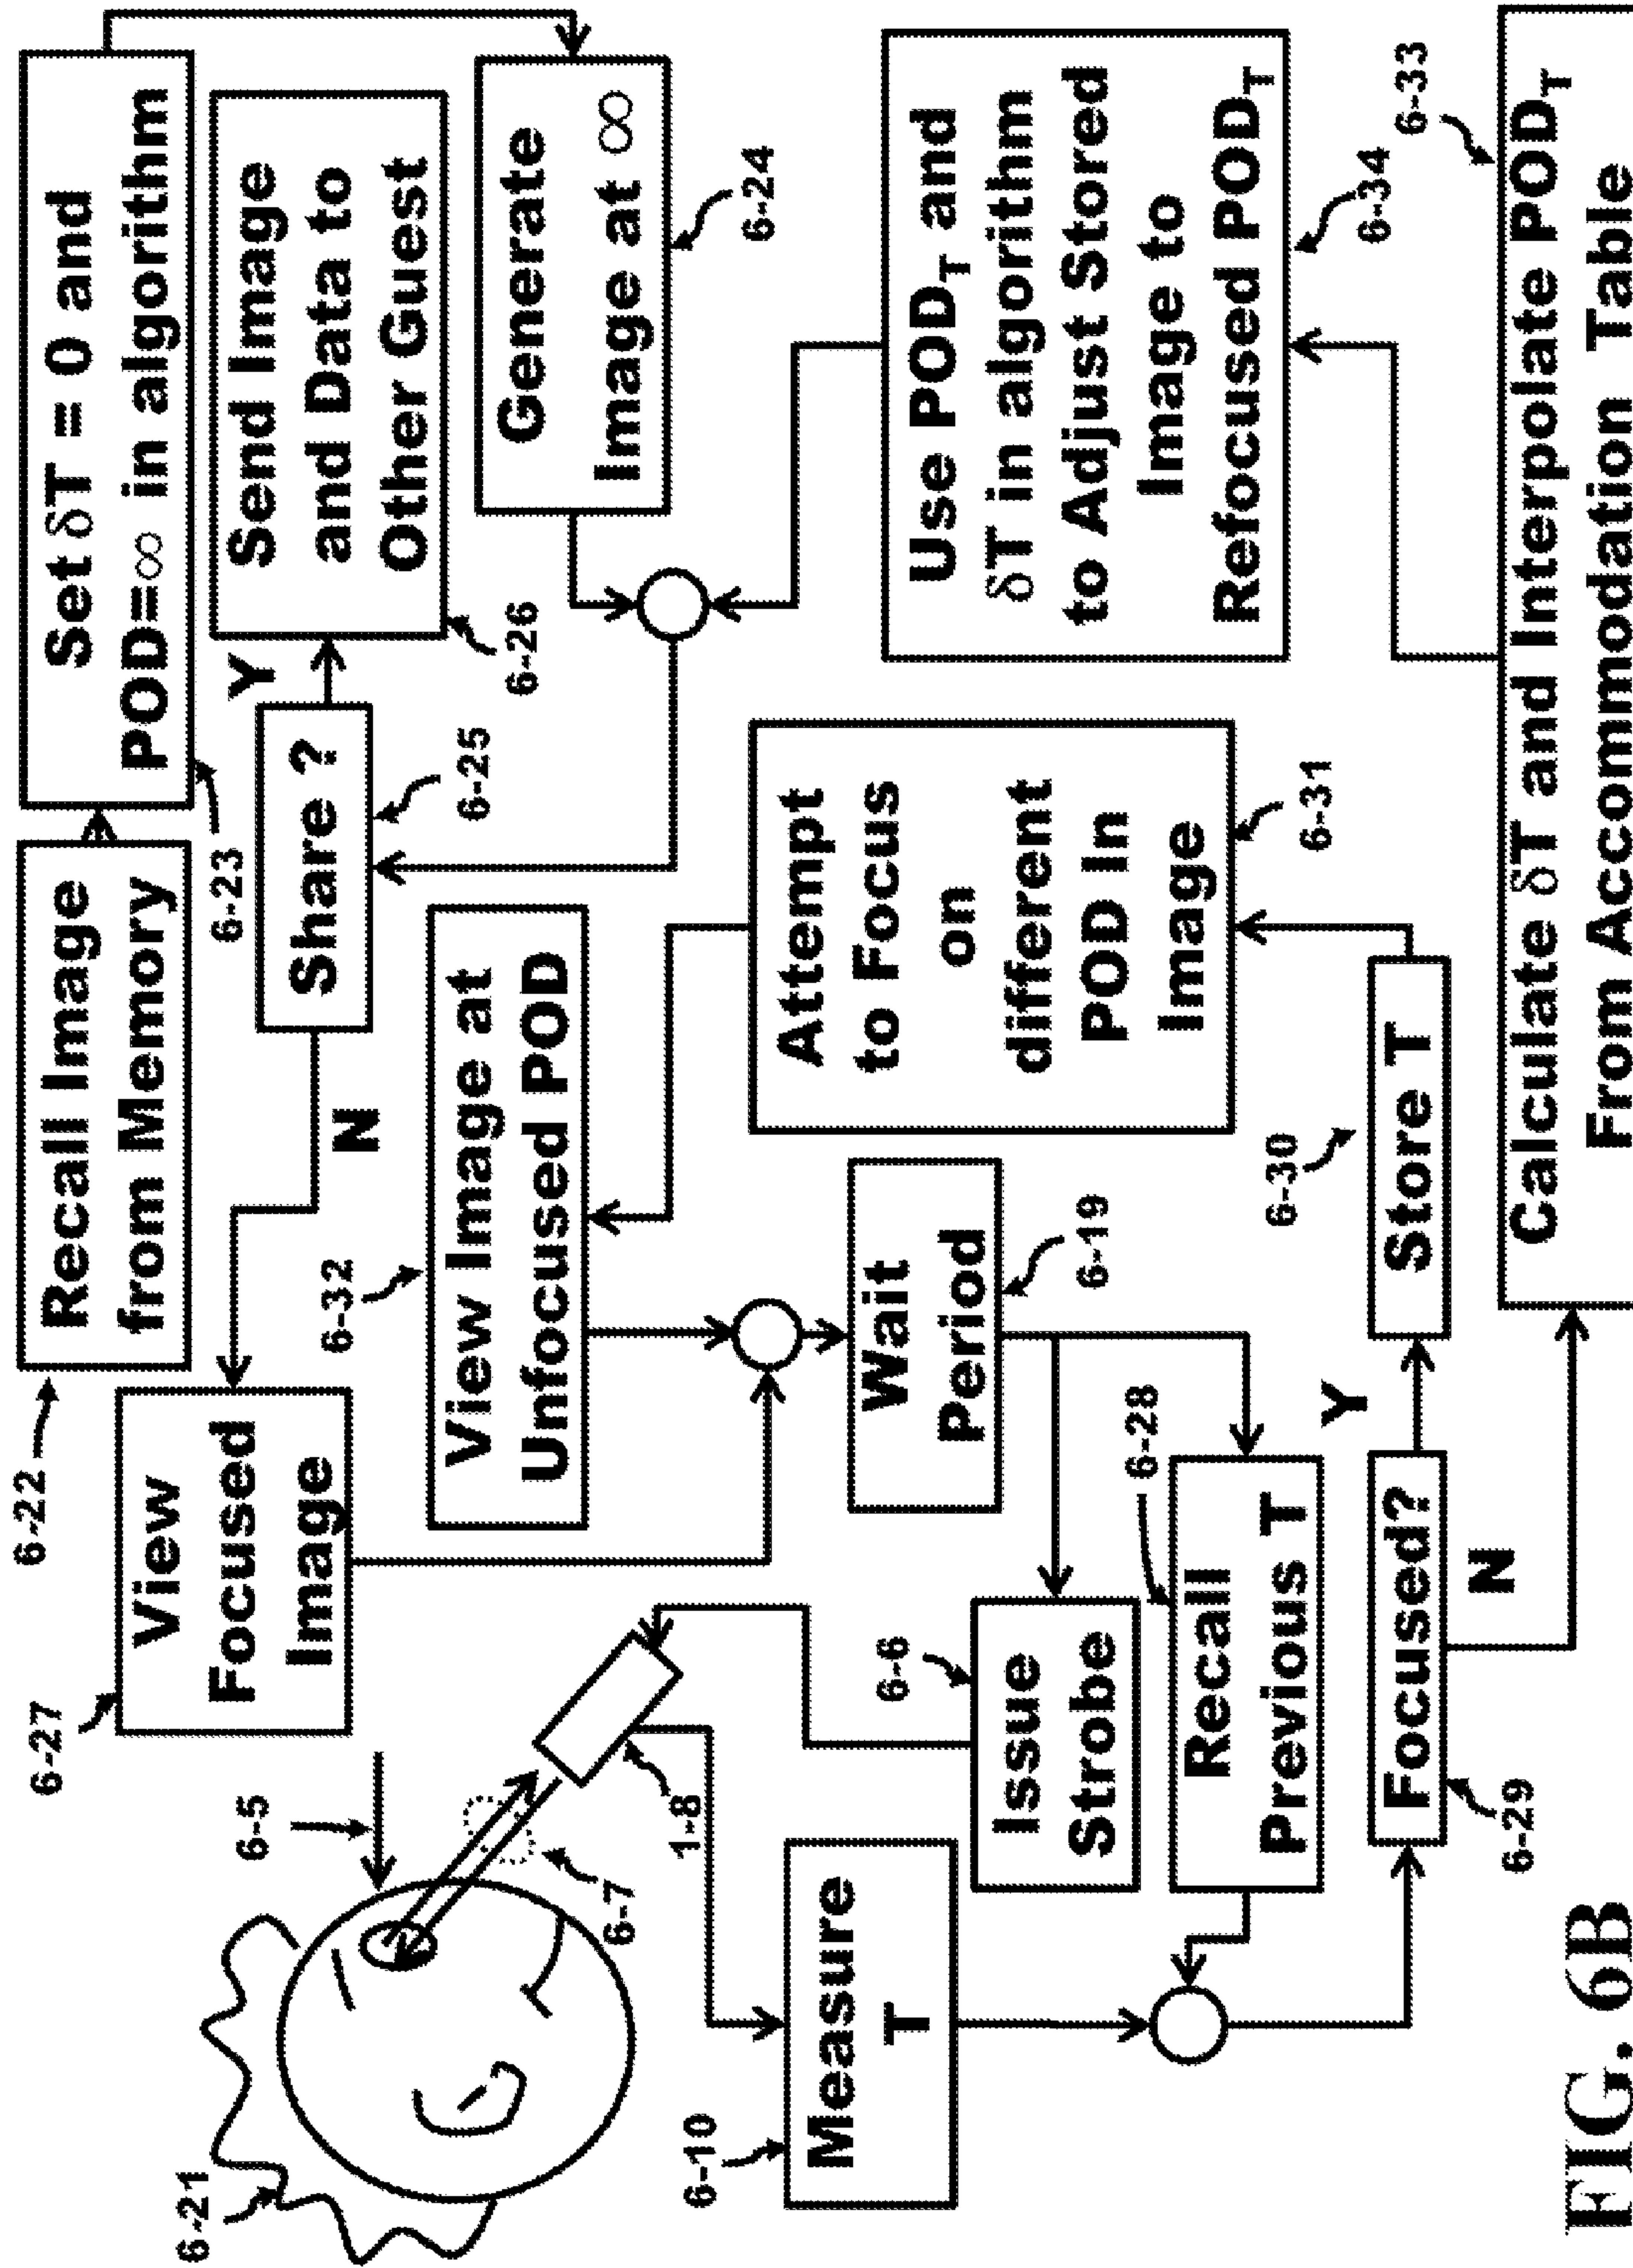 6-22
Recall Image
from Memory
Set δT = 0 and
POD=∞ in algorithm
6-23
6-27
View
Focused
Image
N
Share ?
6-25
Y
Send Image
and Data to
Other Guest
6-26
6-21
6-5
6-7
1-8
6-32
View Image at
Unfocused POD
Generate
Image at ∞
6-24
6-10
Measure
T
6-6
Issue
Strobe
Wait
Period
6-19
Attempt
to Focus
on
different
POD In
Image
6-31
Use POD_T and
δT in algorithm
to Adjust Stored
Image to
Refocused POD_T
6-34
6-28
Recall
Previous T
Focused?
6-29
Y
N
6-30
Store T
6-33
Calculate δT and Interpolate POD_T
From Accommodation Table
FIG. 6B